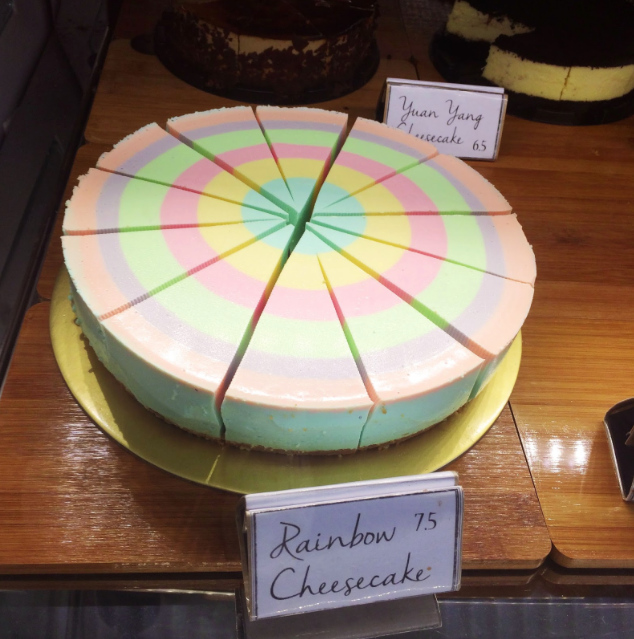 Yuan Yang
Cheesecake 6.5
Rainbow 7.5
Cheesecake